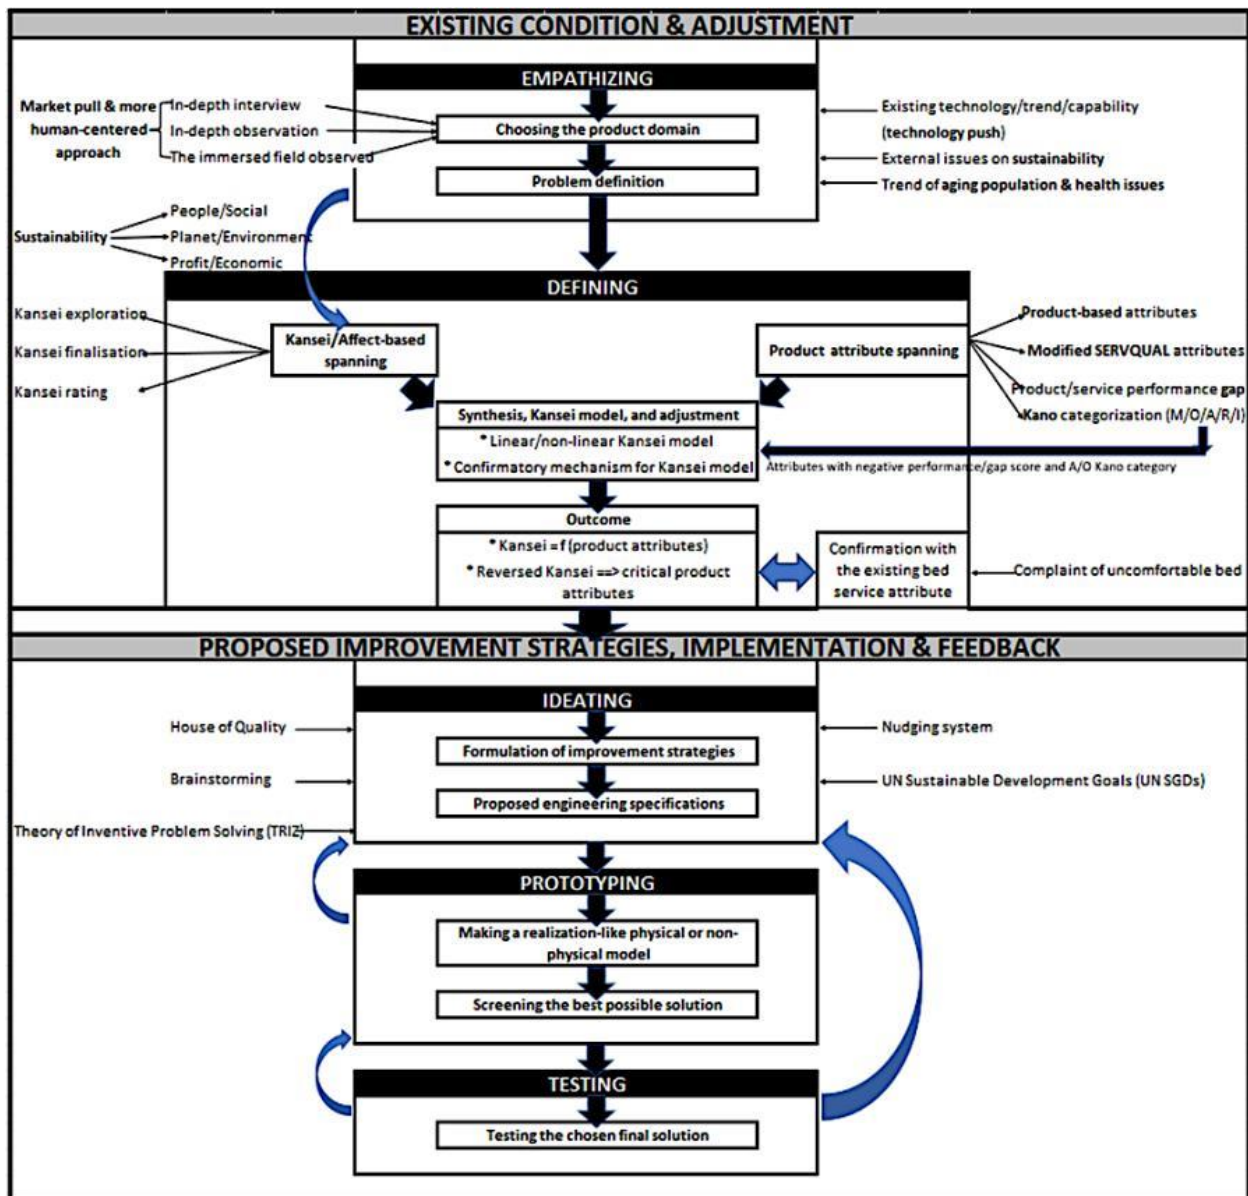 EXISTING CONDITION & ADJUSTMENT
EMPATHIZING
Market pull & more
human-centered
approach
In-depth interview
In-depth observation
The immersed field observed
Choosing the product domain
Problem definition
Existing technology/trend/capability
(technology push)
External issues on sustainability
Trend of aging population & health issues
Sustainability
People/Social
Planet/Environment
Profit/Economic
DEFINING
Kansei exploration
Kansei finalisation
Kansei rating
Kansei/Affect-based
spanning
Product attribute spanning
Product-based attributes
Modified SERVQUAL attributes
Product/service performance gap
Kano categorization (M/O/A/R/I)
Synthesis, Kansei model, and adjustment
* Linear/non-linear Kansei model
* Confirmatory mechanism for Kansei model
Attributes with negative performance/gap score and A/O Kano category
Outcome
* Kansei = f (product attributes)
* Reversed Kansei ==> critical product
attributes
Confirmation with
the existing bed
service attribute
Complaint of uncomfortable bed
PROPOSED IMPROVEMENT STRATEGIES, IMPLEMENTATION & FEEDBACK
IDEATING
House of Quality
Brainstorming
Theory of Inventive Problem Solving (TRIZ)
Formulation of improvement strategies
Proposed engineering specifications
Nudging system
UN Sustainable Development Goals (UN SGDs)
PROTOTYPING
Making a realization-like physical or non-
physical model
Screening the best possible solution
TESTING
Testing the chosen final solution